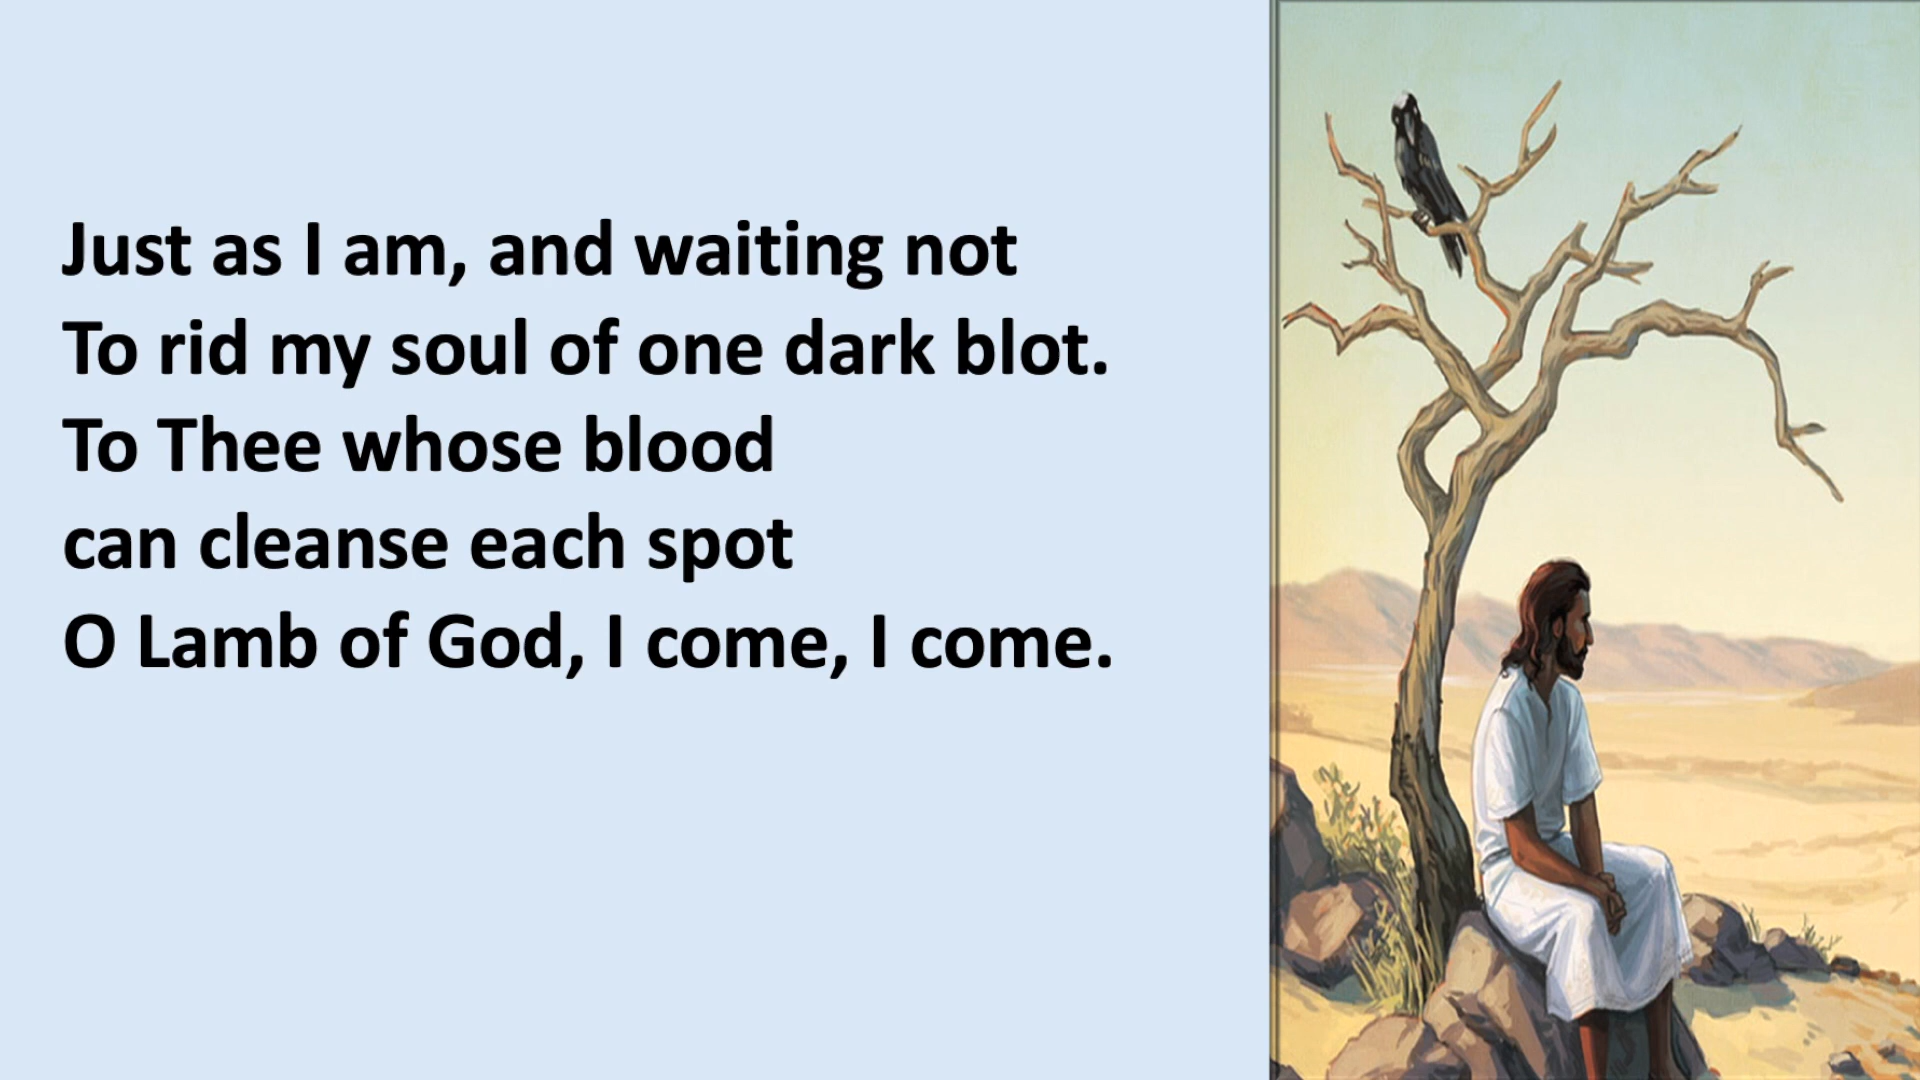 Just as I am, and waiting not
To rid my soul of one dark blot.
To Thee whose blood
can cleanse each spot
O Lamb of God, I come, I come.